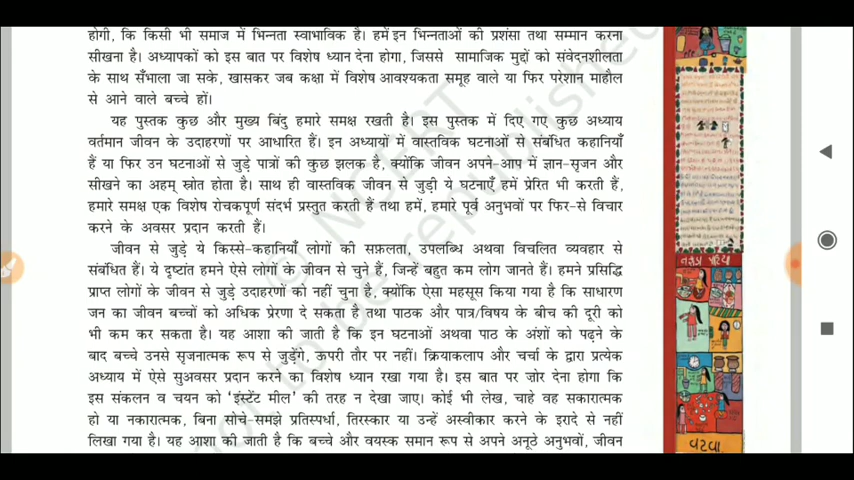 होगी, कि किसी भी समाज में भिन्नता स्वाभाविक है। हमें इन भिन्नताओं की प्रशंसा तथा सम्मान करना
सीखना है। अध्यापकों को इस बात पर विशेष ध्यान देना होगा, जिससे सामाजिक मुद्दों को संवेदनशीलता
के साथ सँभाला जा सके, खासकर जब कक्षा में विशेष आवश्यकता समूह वाले या फिर परेशान माहौल
से आने वाले बच्चे हों।
यह पुस्तक कुछ और मुख्य बिंदु हमारे समक्ष रखती है। इस पुस्तक में दिए गए कुछ अध्याय
वर्तमान जीवन के उदाहरणों पर आधारित हैं। इन अध्यायों में वास्तविक घटनाओं से संबंधित कहानियाँ
हैं या फिर उन घटनाओं से जुड़े पात्रों की कुछ झलक है, क्योंकि जीवन अपने-आप में ज्ञान-सृजन और
सीखने का अहम् स्रोत होता है। साथ ही वास्तविक जीवन से जुड़ी ये घटनाएँ हमें प्रेरित भी करती हैं,
हमारे समक्ष एक विशेष रोचकपूर्ण संदर्भ प्रस्तुत करती हैं तथा हमें, हमारे पूर्व अनुभवों पर फिर-से विचार
करने के अवसर प्रदान करती हैं।
जीवन से जुड़े ये किस्से-कहानियाँ लोगों की सफ़लता, उपलब्धि अथवा विचलित व्यवहार से
संबंधित हैं। ये दृष्टांत हमने ऐसे लोगों के जीवन से चुने हैं, जिन्हें बहुत कम लोग जानते हैं। हमने प्रसिद्धि
प्राप्त लोगों के जीवन से जुड़े उदाहरणों को नहीं चुना है, क्योंकि ऐसा महसूस किया गया है कि साधारण
जन का जीवन बच्चों को अधिक प्रेरणा दे सकता है तथा पाठक और पात्र/विषय के बीच की दूरी को
भी कम कर सकता है। यह आशा की जाती है कि इन घटनाओं अथवा पाठ के अंशों को पढ़ने के
बाद बच्चे उनसे सृजनात्मक रूप से जुड़ेंगे, ऊपरी तौर पर नहीं। क्रियाकलाप और चर्चा के द्वारा प्रत्येक
अध्याय में ऐसे सुअवसर प्रदान करने का विशेष ध्यान रखा गया है। इस बात पर ज़ोर देना होगा कि
इस संकलन व चयन को 'इंस्टेंट मील' की तरह न देखा जाए। कोई भी लेख, चाहे वह सकारात्मक
हो या नकारात्मक, बिना सोचे-समझे प्रतिस्पर्धा, तिरस्कार या उन्हें अस्वीकार करने के इरादे से नहीं
लिखा गया है। यह आशा की जाती है कि बच्चे और वयस्क समान रूप से अपने अनूठे अनुभवों, जीवन
© NCERT
not to be republished
વટવા